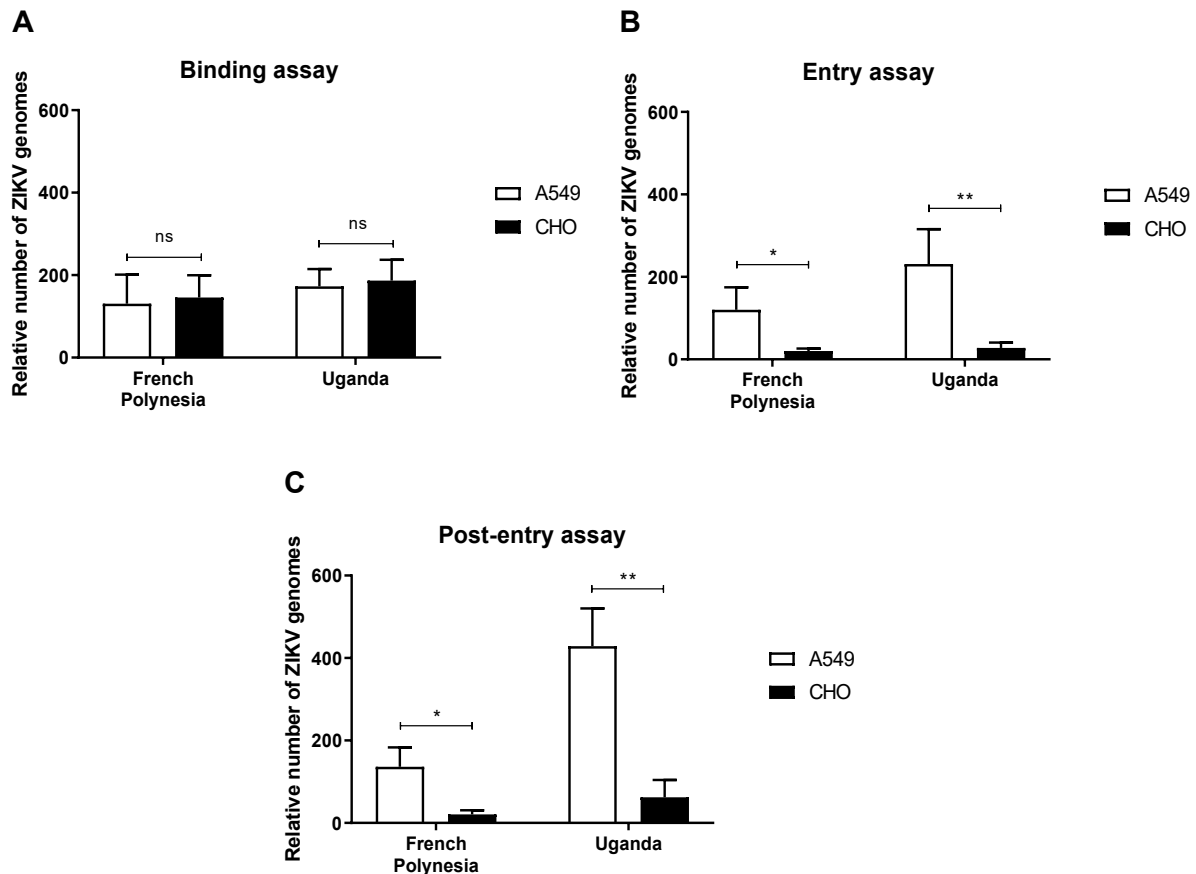 A
Binding assay
Relative number of ZIKV genomes
600
400
200
0
ns
ns
French
Polynesia
Uganda
A549
CHO
B
Entry assay
Relative number of ZIKV genomes
600
400
200
0
*
**
French
Polynesia
Uganda
A549
CHO
C
Post-entry assay
Relative number of ZIKV genomes
600
400
200
0
*
**
French
Polynesia
Uganda
A549
CHO